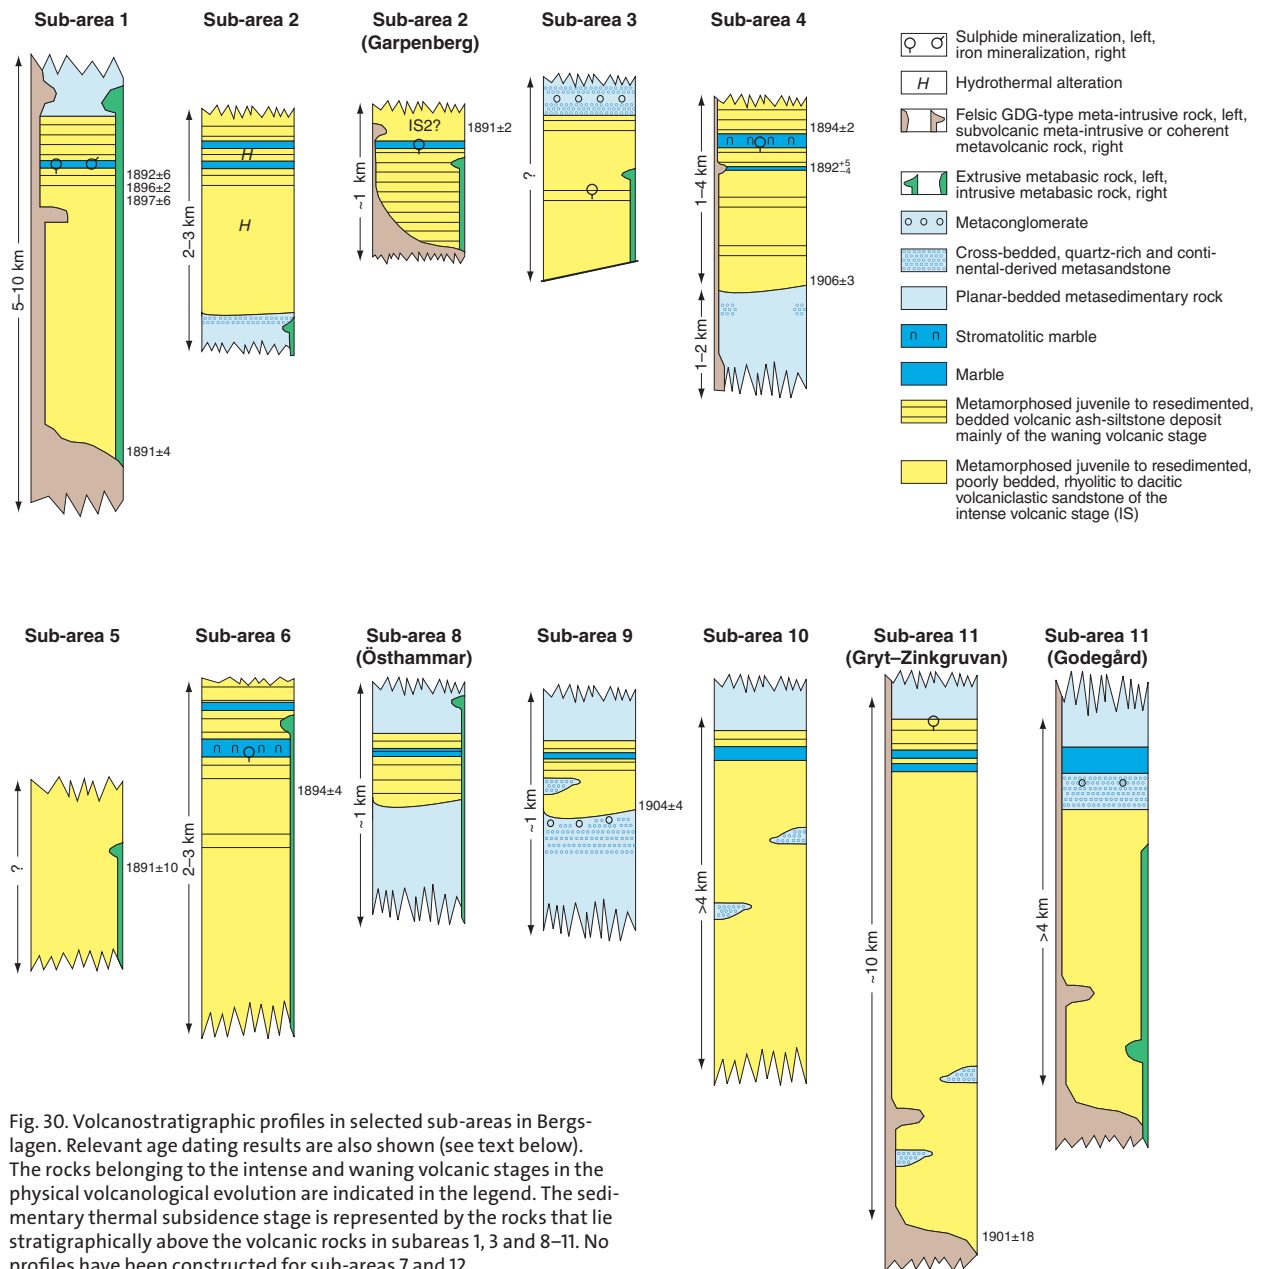 Sub-area 1
Sub-area 2
Sub-area 2
(Garpenberg)
Sub-area 3
Sub-area 4
5–10 km
1892±6
1896±2
1897±6
1891±4
2–3 km
H
H
~1 km
IS2?
1891±2
?
1–4 km
1–2 km
1894±2
1892+5−4
1906±3
Sulphide mineralization, left,
iron mineralization, right
H
Hydrothermal alteration
Felsic GDG-type meta-intrusive rock, left,
subvolcanic meta-intrusive or coherent
metavolcanic rock, right
Extrusive metabasic rock, left,
intrusive metabasic rock, right
Metaconglomerate
Cross-bedded, quartz-rich and conti-
nental-derived metasandstone
Planar-bedded metasedimentary rock
Stromatolitic marble
Marble
Metamorphosed juvenile to resedimented,
bedded volcanic ash-siltstone deposit
mainly of the waning volcanic stage
Metamorphosed juvenile to resedimented,
poorly bedded, rhyolitic to dacitic
volcaniclastic sandstone of the
intense volcanic stage (IS)
Sub-area 5
Sub-area 6
Sub-area 8
(Östhammar)
Sub-area 9
Sub-area 10
Sub-area 11
(Gryt–Zinkgruvan)
Sub-area 11
(Godegård)
?
1891±10
2–3 km
1894±4
~1 km
~1 km
1904±4
>4 km
~10 km
1901±18
>4 km
Fig. 30. Volcanostratigraphic profiles in selected sub-areas in Bergs-
lagen. Relevant age dating results are also shown (see text below).
The rocks belonging to the intense and waning volcanic stages in the
physical volcanological evolution are indicated in the legend. The sedi-
mentary thermal subsidence stage is represented by the rocks that lie
stratigraphically above the volcanic rocks in subareas 1, 3 and 8–11. No
profiles have been constructed for sub-areas 7 and 12.